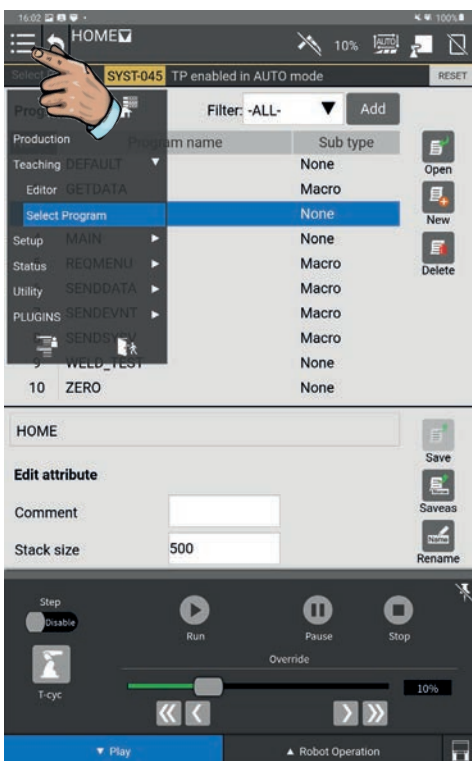 16:02 100%
HOME 10% AUTO
Select SYST-045 TP enabled in AUTO mode RESET
Filter: -ALL- Add
Production Program name Sub type
Teaching DEFAULT None Open
Editor GETDATA Macro
Select Program None New
Setup MAIN None
Status REQMENU Macro Delete
Utility SENDDATA Macro
PLUGINS SENDEVNT Macro
SENDSYSV Macro
9 WELD_TEST None
10 ZERO None
HOME
Save
Edit attribute
Comment Saveas
Name
Stack size 500 Rename
Step
Disable
Run Pause Stop
Override
T-cyc 10%
Play Robot Operation